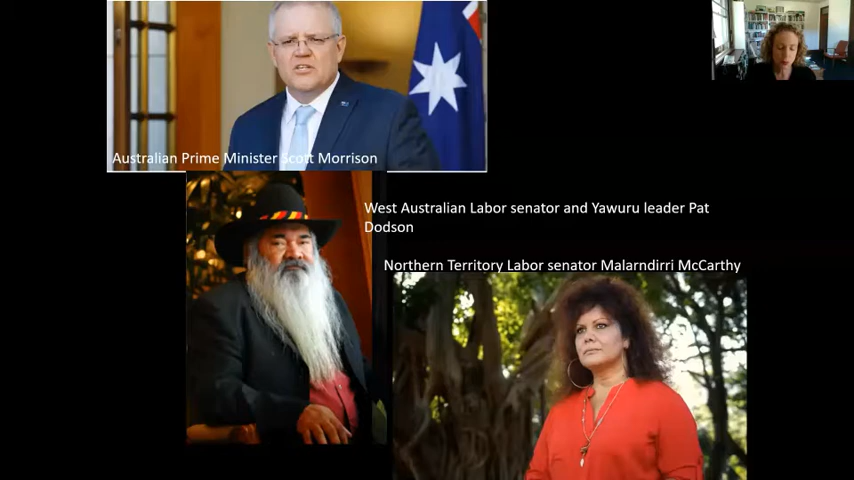 Australian Prime Minister Scott Morrison
West Australian Labor senator and Yawuru leader Pat
Dodson
Northern Territory Labor senator Malarndirri McCarthy